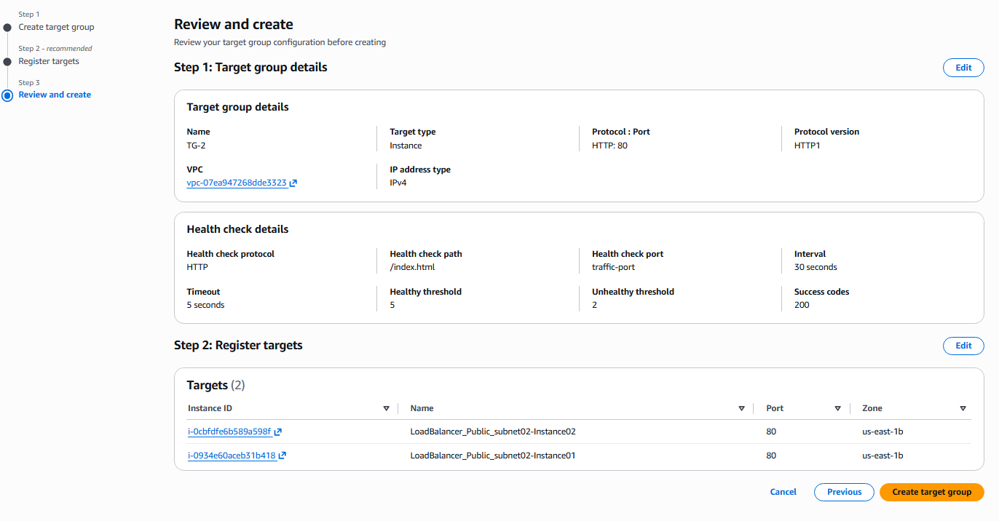 Step 1
Create target group
Step 2 - recommended
Register targets
Step 3
Review and create
Review and create
Review your target group configuration before creating
Step 1: Target group details
Edit
Target group details
Name
TG-2
Target type
Instance
Protocol : Port
HTTP: 80
Protocol version
HTTP1
VPC
vpc-07ea947268dde3323
IP address type
IPv4
Health check details
Health check protocol
HTTP
Health check path
/index.html
Health check port
traffic-port
Interval
30 seconds
Timeout
5 seconds
Healthy threshold
5
Unhealthy threshold
2
Success codes
200
Step 2: Register targets
Edit
Targets (2)
Instance ID Name Port Zone
i-0cbfdfe6b589a598f LoadBalancer_Public_subnet02-Instance02 80 us-east-1b
i-0934e60aceb31b418 LoadBalancer_Public_subnet02-Instance01 80 us-east-1b
Cancel Previous Create target group